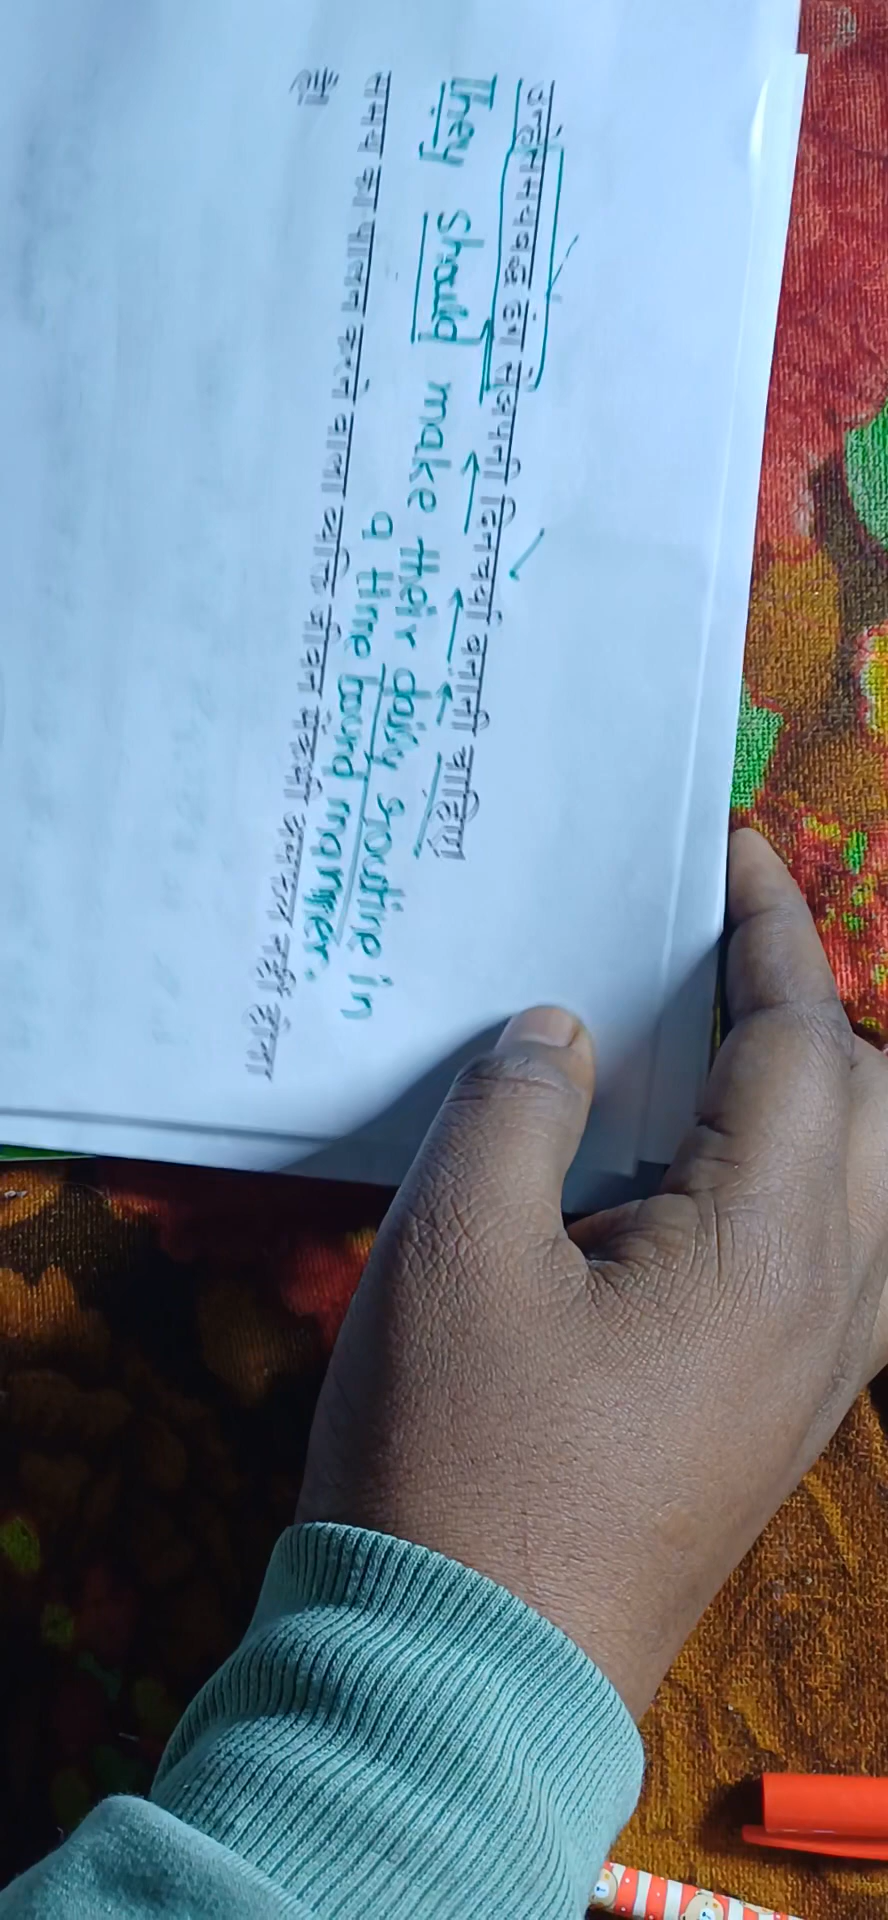 उन्हें समयबद्ध ढंग से अपनी दिनचर्या बनानी चाहिए
They should make their daily routine in
a time bound manner.
समय का पालन करने वाला व्यक्ति जीवन में कभी असफल नहीं होता
है